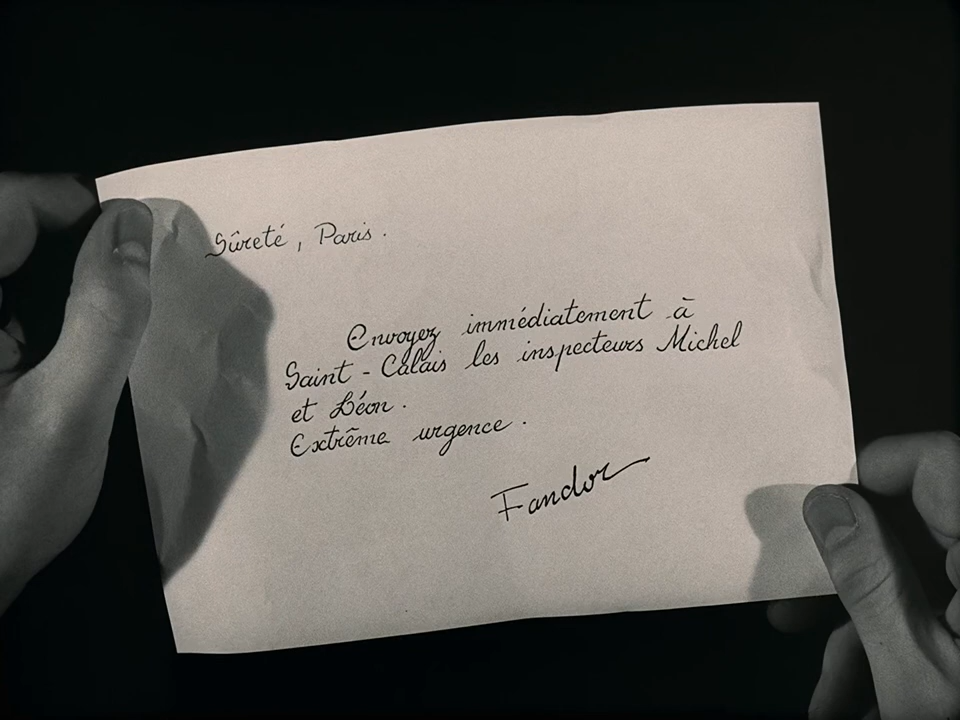 Sûreté, Paris.
Envoyez immédiatement à
Saint-Calais les inspecteurs Michel
et Léon.
Extrême urgence.
Fandor